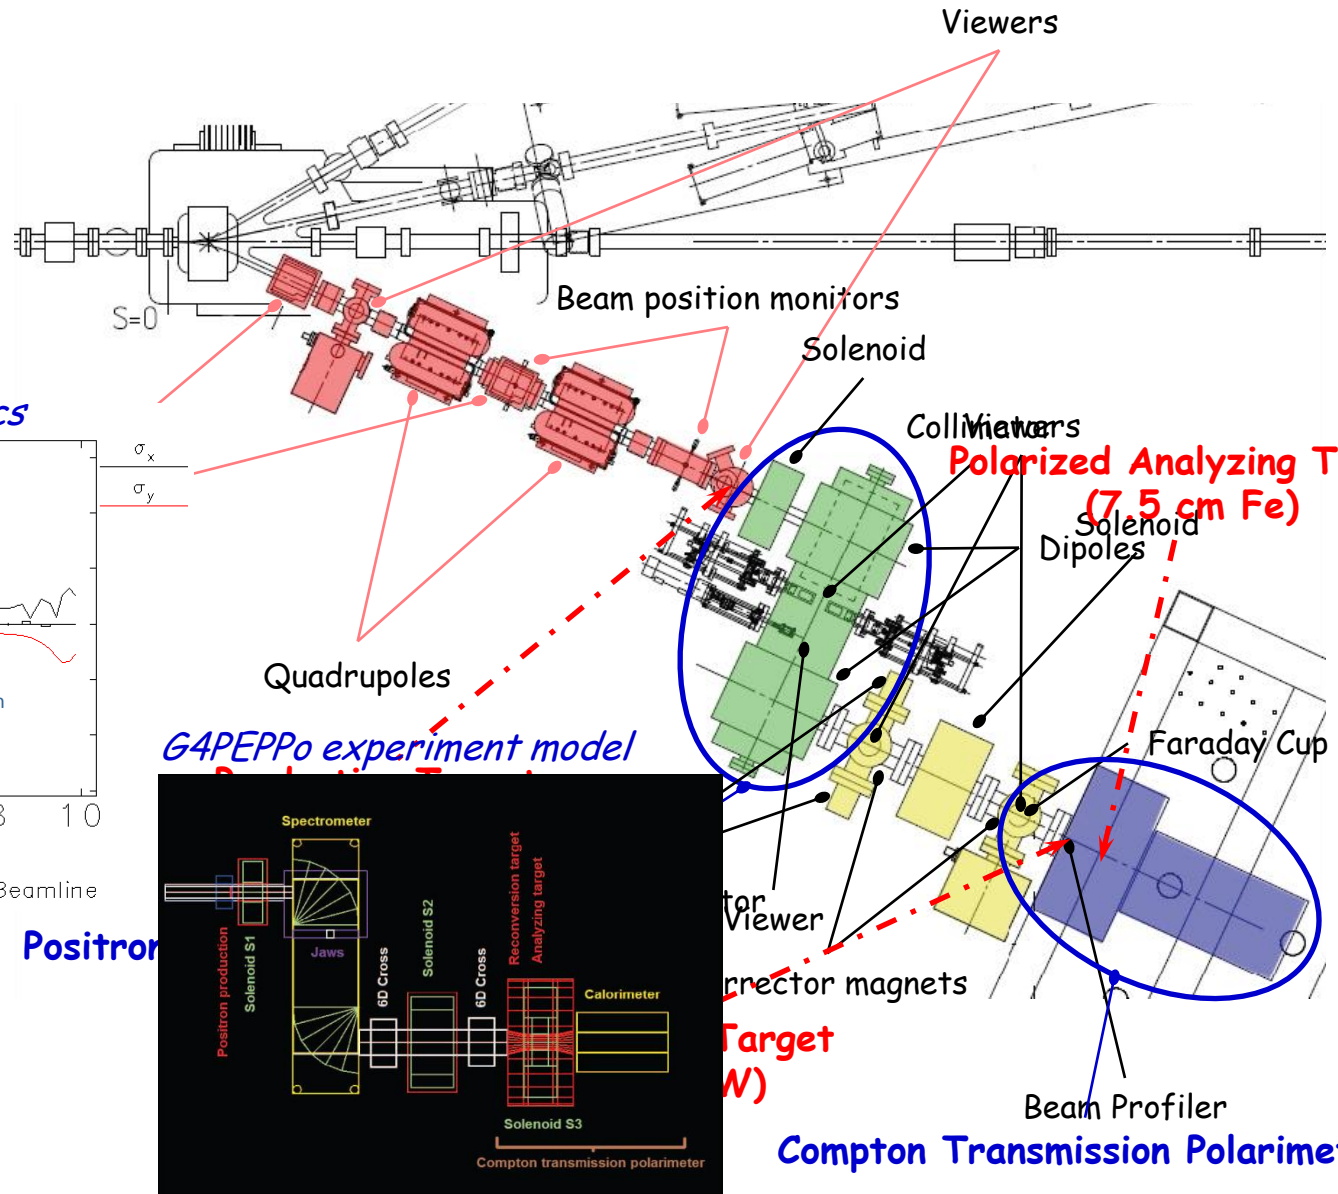 Viewers
S=0
Beam position monitors
Solenoid
cs
Collimator
Viewers
σx
Polarized Analyzing T
σy
(7.5 cm Fe)
Solenoid
Dipoles
Quadrupoles
n
G4PEPPo experiment model
Faraday Cup
8 10
Spectrometer
Beamline
Reconversion target
Analyzing target
tor
Viewer
Positron
Positron production
Solenoid S1
Jaws
6D Cross
Solenoid S2
6D Cross
Calorimeter
rrector magnets
Target
W)
Beam Profiler
Solenoid S3
Compton transmission polarimeter
Compton Transmission Polarime